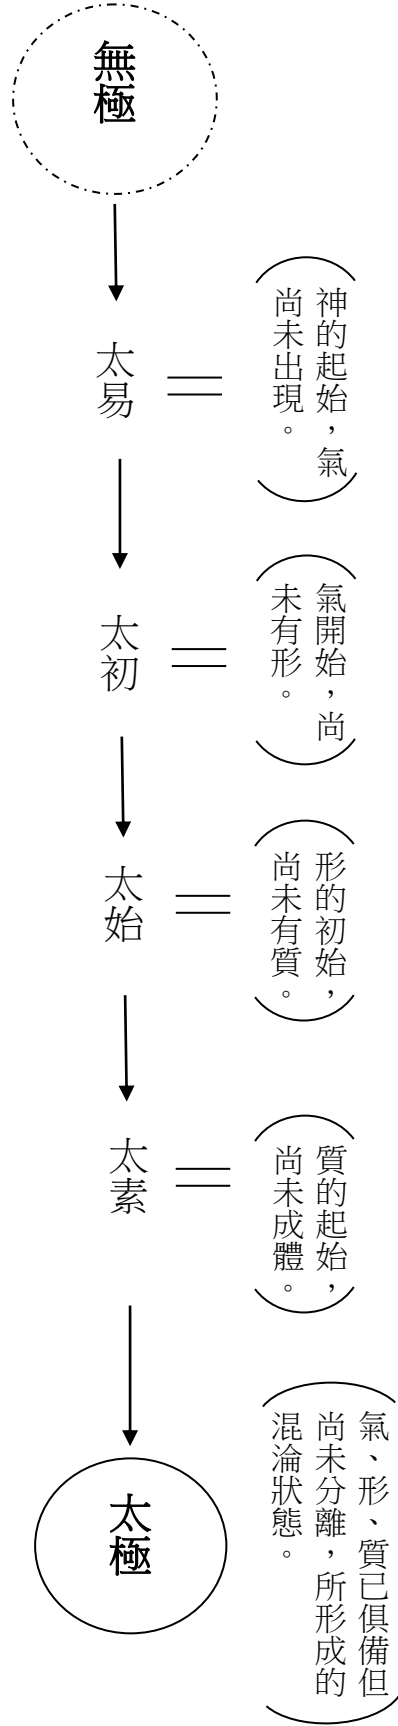 無極
太易
神的起始，氣
尚未出現。
太初
氣開始，尚
未有形。
太始
形的初始，
尚未有質。
太素
質的起始，
尚未成體。
太極
氣、形、質已俱備但
尚未分離，所形成的
混淪狀態。